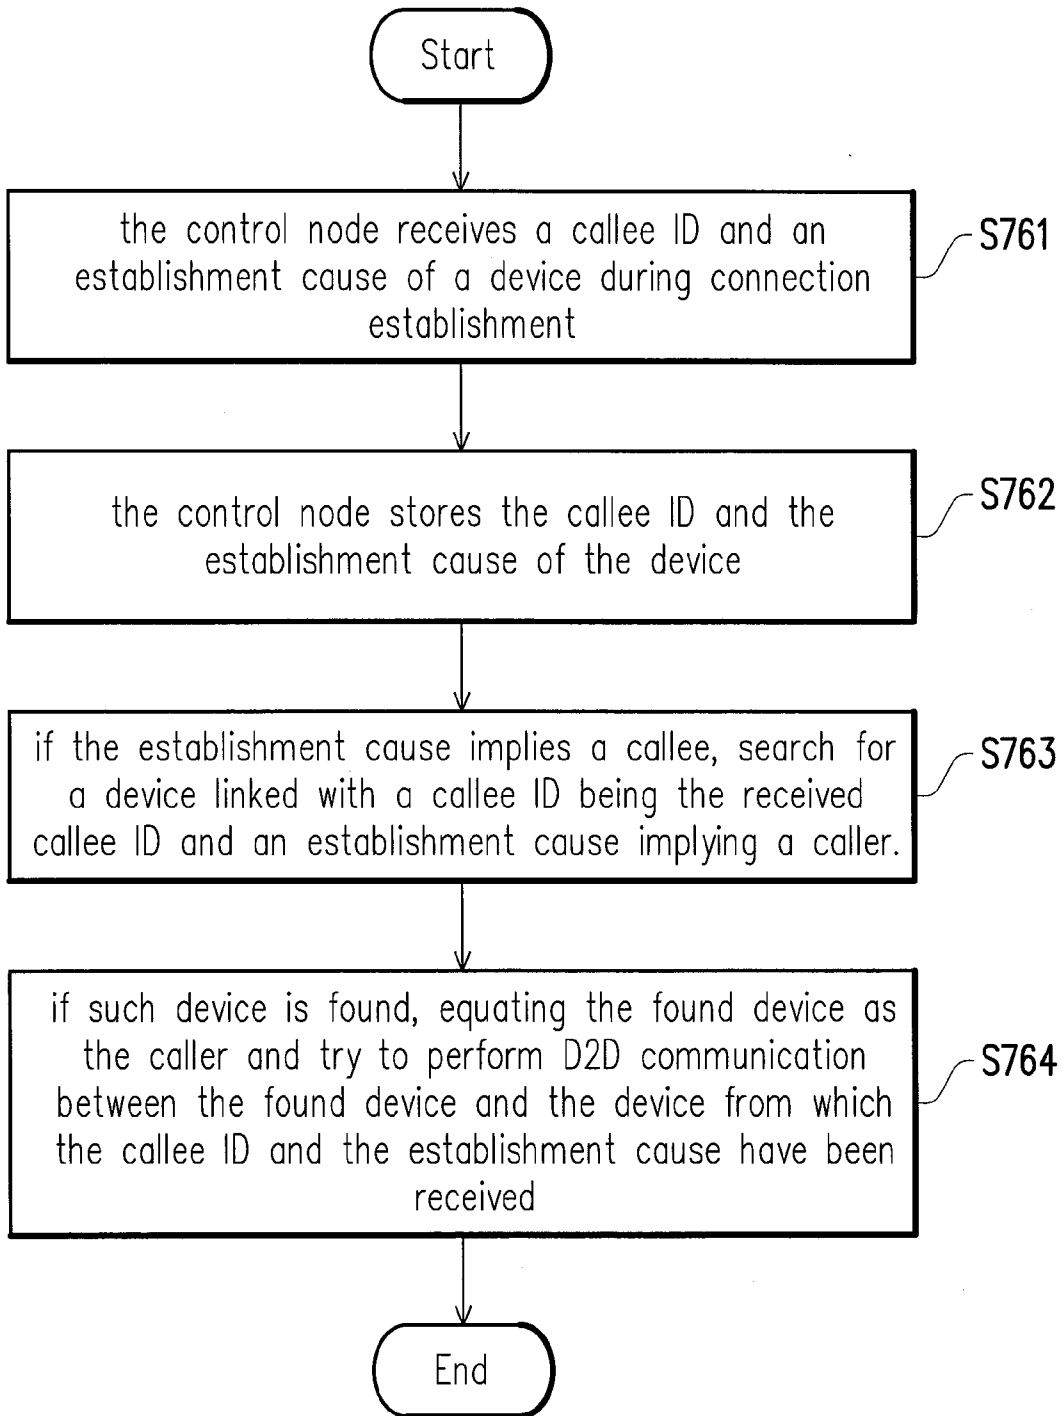 Start
the control node receives a callee ID and an
establishment cause of a device during connection
establishment
S761
the control node stores the callee ID and the
establishment cause of the device
S762
if the establishment cause implies a callee, search for
a device linked with a callee ID being the received
callee ID and an establishment cause implying a caller.
S763
if such device is found, equating the found device as
the caller and try to perform D2D communication
between the found device and the device from which
the callee ID and the establishment cause have been
received
S764
End